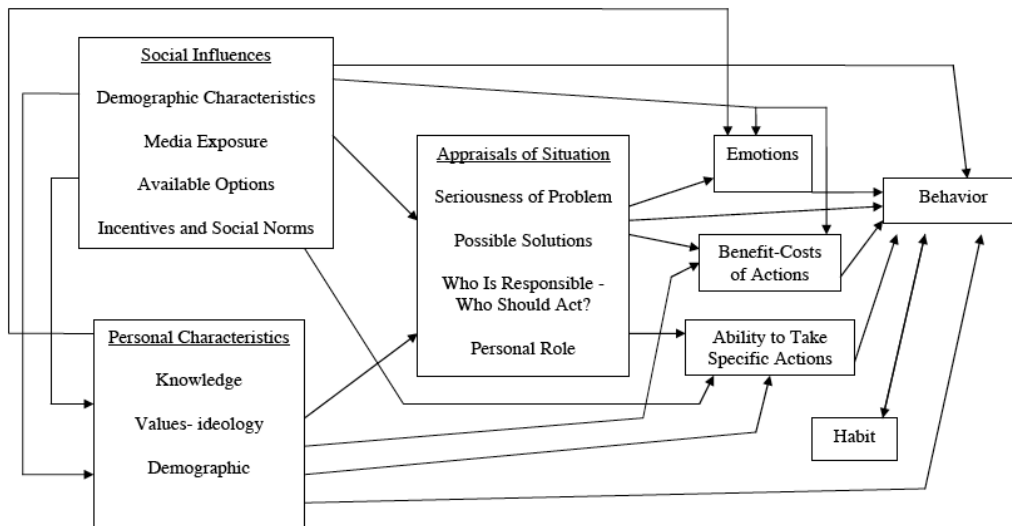 Social Influences
Demographic Characteristics
Media Exposure
Available Options
Incentives and Social Norms
Personal Characteristics
Knowledge
Values- ideology
Demographic
Appraisals of Situation
Seriousness of Problem
Possible Solutions
Who Is Responsible -
Who Should Act?
Personal Role
Emotions
Benefit-Costs
of Actions
Ability to Take
Specific Actions
Behavior
Habit